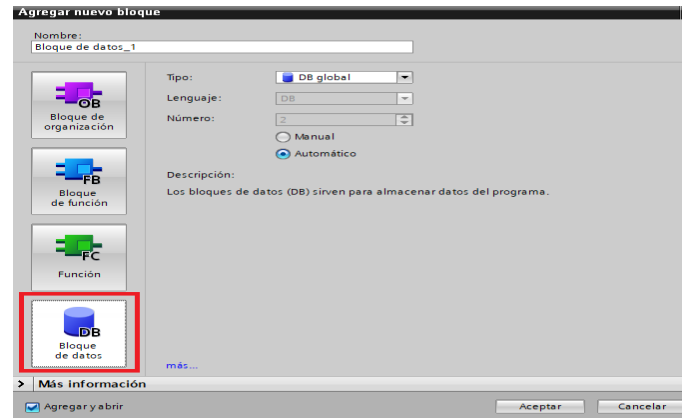 Agregar nuevo bloque
Nombre:
Bloque de datos_1
OB
Bloque de
organización
FB
Bloque
de función
FC
Función
DB
Bloque
de datos
Tipo: DB global
Lenguaje: DB
Número: 2
Manual
Automático
Descripción:
Los bloques de datos (DB) sirven para almacenar datos del programa.
más...
> Más información
Agregar y abrir
Aceptar Cancelar